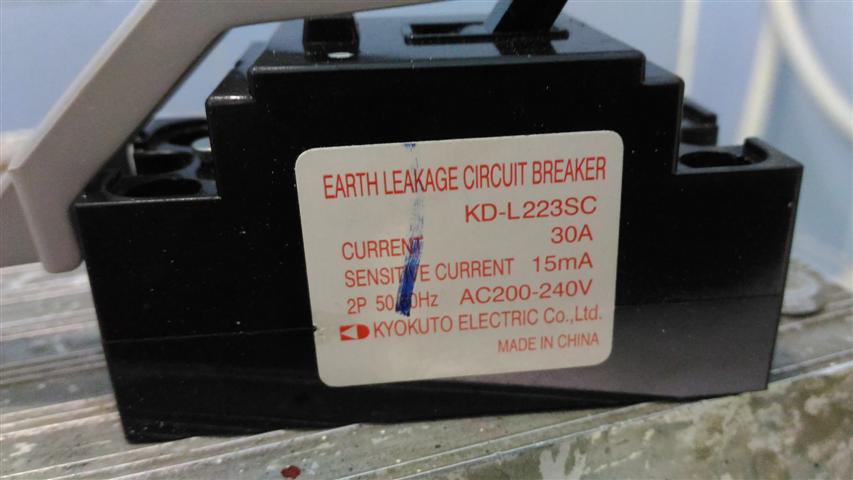 EARTH LEAKAGE CIRCUIT BREAKER
KD-L223SC
CURRENT 30A
SENSITIVE CURRENT 15mA
2P 50/60Hz AC200-240V
KYOKUTO ELECTRIC Co.,Ltd.
MADE IN CHINA